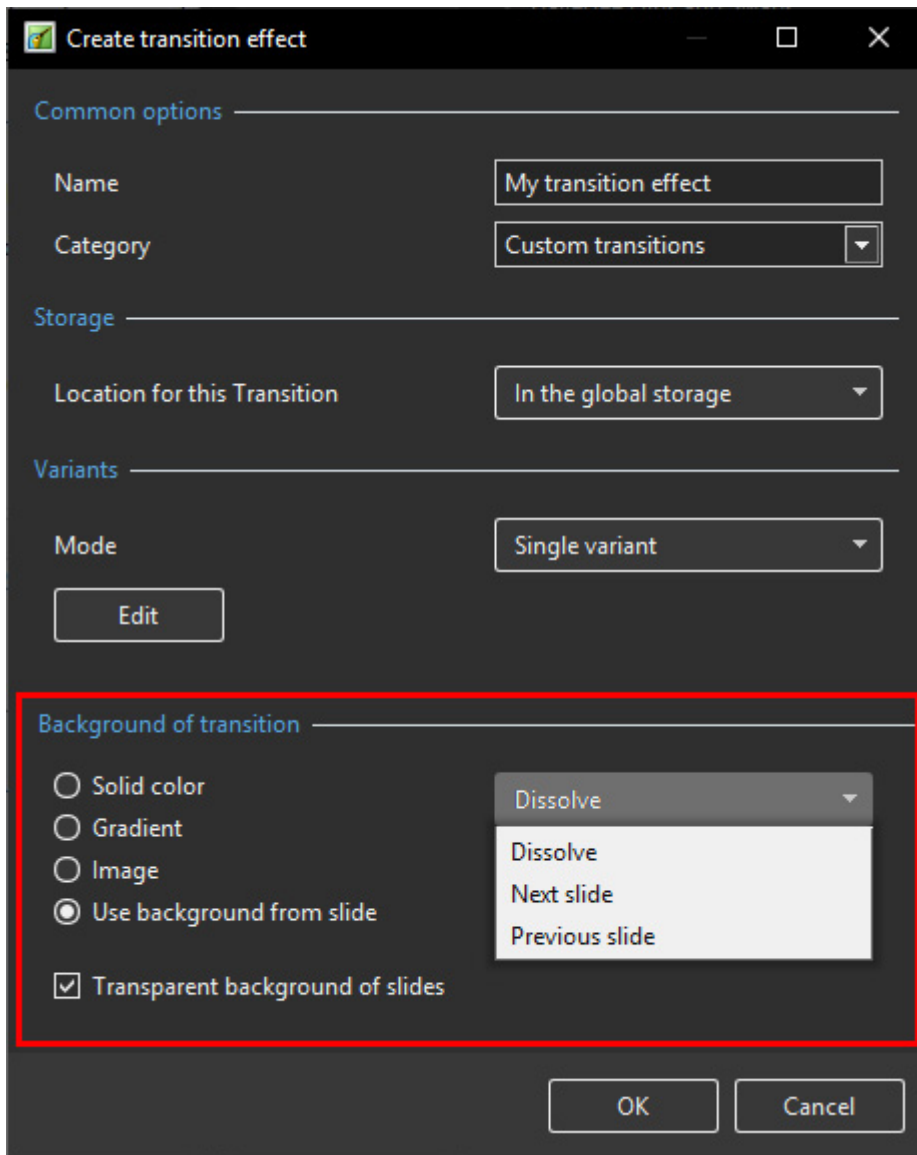 Create transition effect
Common options
Name My transition effect
Category Custom transitions
Storage
Location for this Transition In the global storage
Variants
Mode Single variant
Edit
Background of transition
Solid color Dissolve
Gradient
Dissolve
Image
Next slide
Use background from slide
Previous slide
Transparent background of slides
OK Cancel